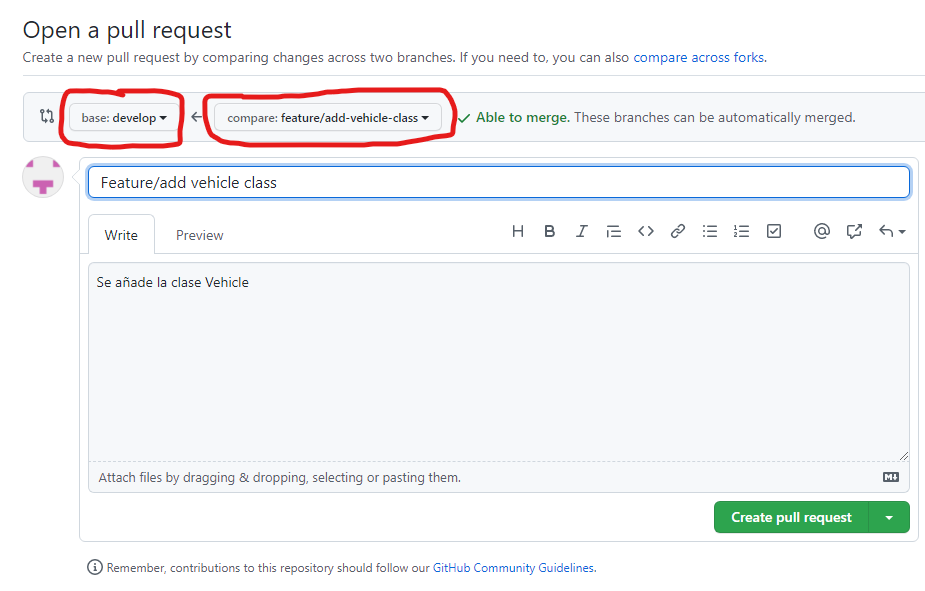 Open a pull request
Create a new pull request by comparing changes across two branches. If you need to, you can also compare across forks.
base: develop compare: feature/add-vehicle-class Able to merge. These branches can be automatically merged.
Feature/add vehicle class
Write Preview
Se añade la clase Vehicle
Attach files by dragging & dropping, selecting or pasting them.
Create pull request
Remember, contributions to this repository should follow our GitHub Community Guidelines.